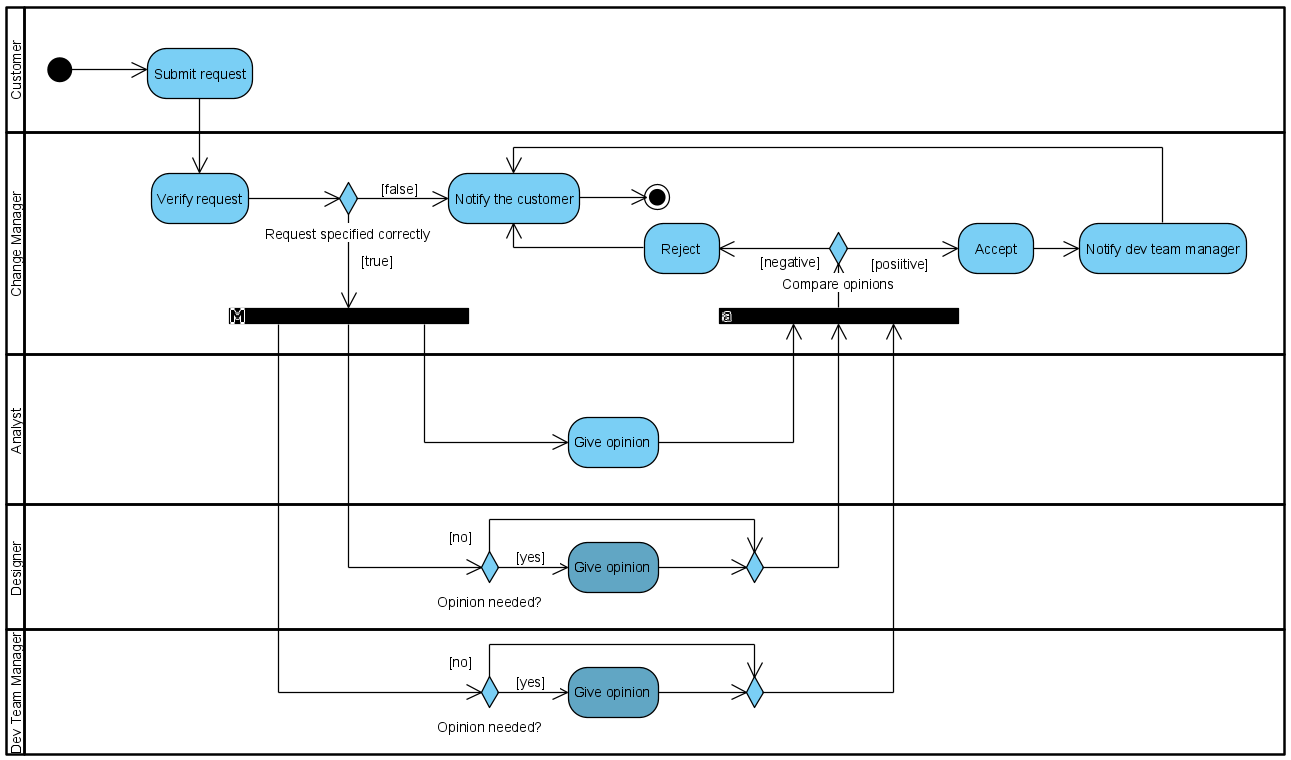 Customer
Submit request
Change Manager
Verify request
[false]
Notify the customer
Request specified correctly
[true]
Reject
[negative]
[posiitive]
Compare opinions
Accept
Notify dev team manager
M
a
Analyst
Give opinion
Designer
[no]
[yes]
Give opinion
Opinion needed?
Dev Team Manager
[no]
[yes]
Give opinion
Opinion needed?